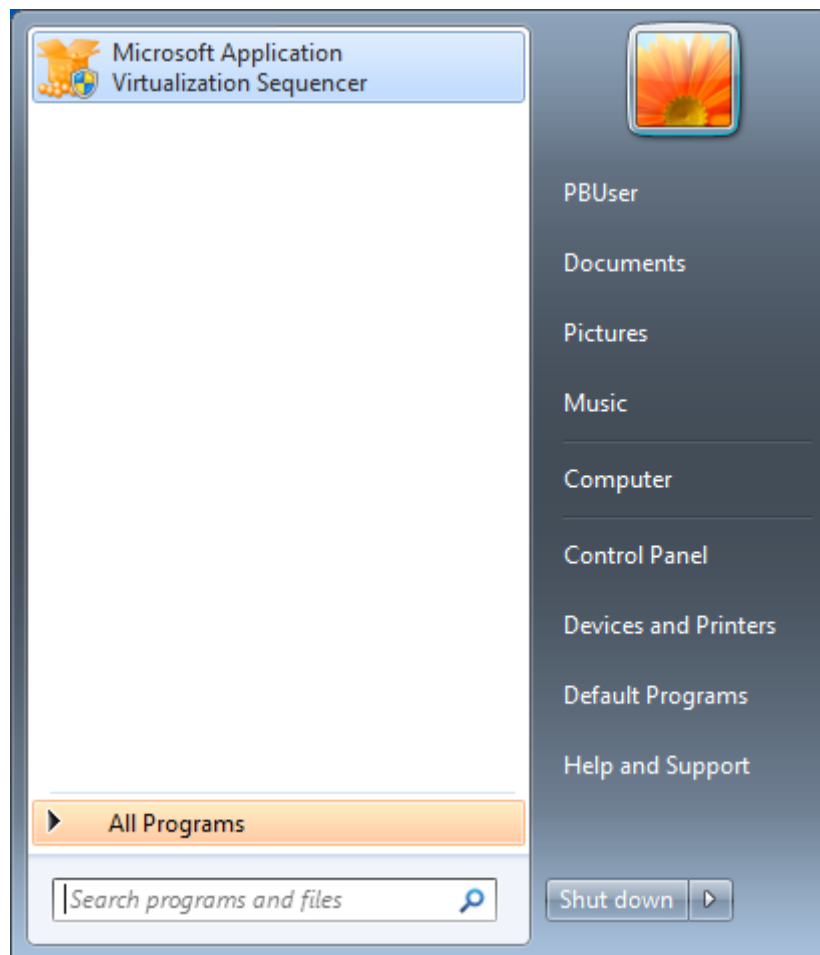 Microsoft Application
Virtualization Sequencer
All Programs
Search programs and files
PBUser
Documents
Pictures
Music
Computer
Control Panel
Devices and Printers
Default Programs
Help and Support
Shut down